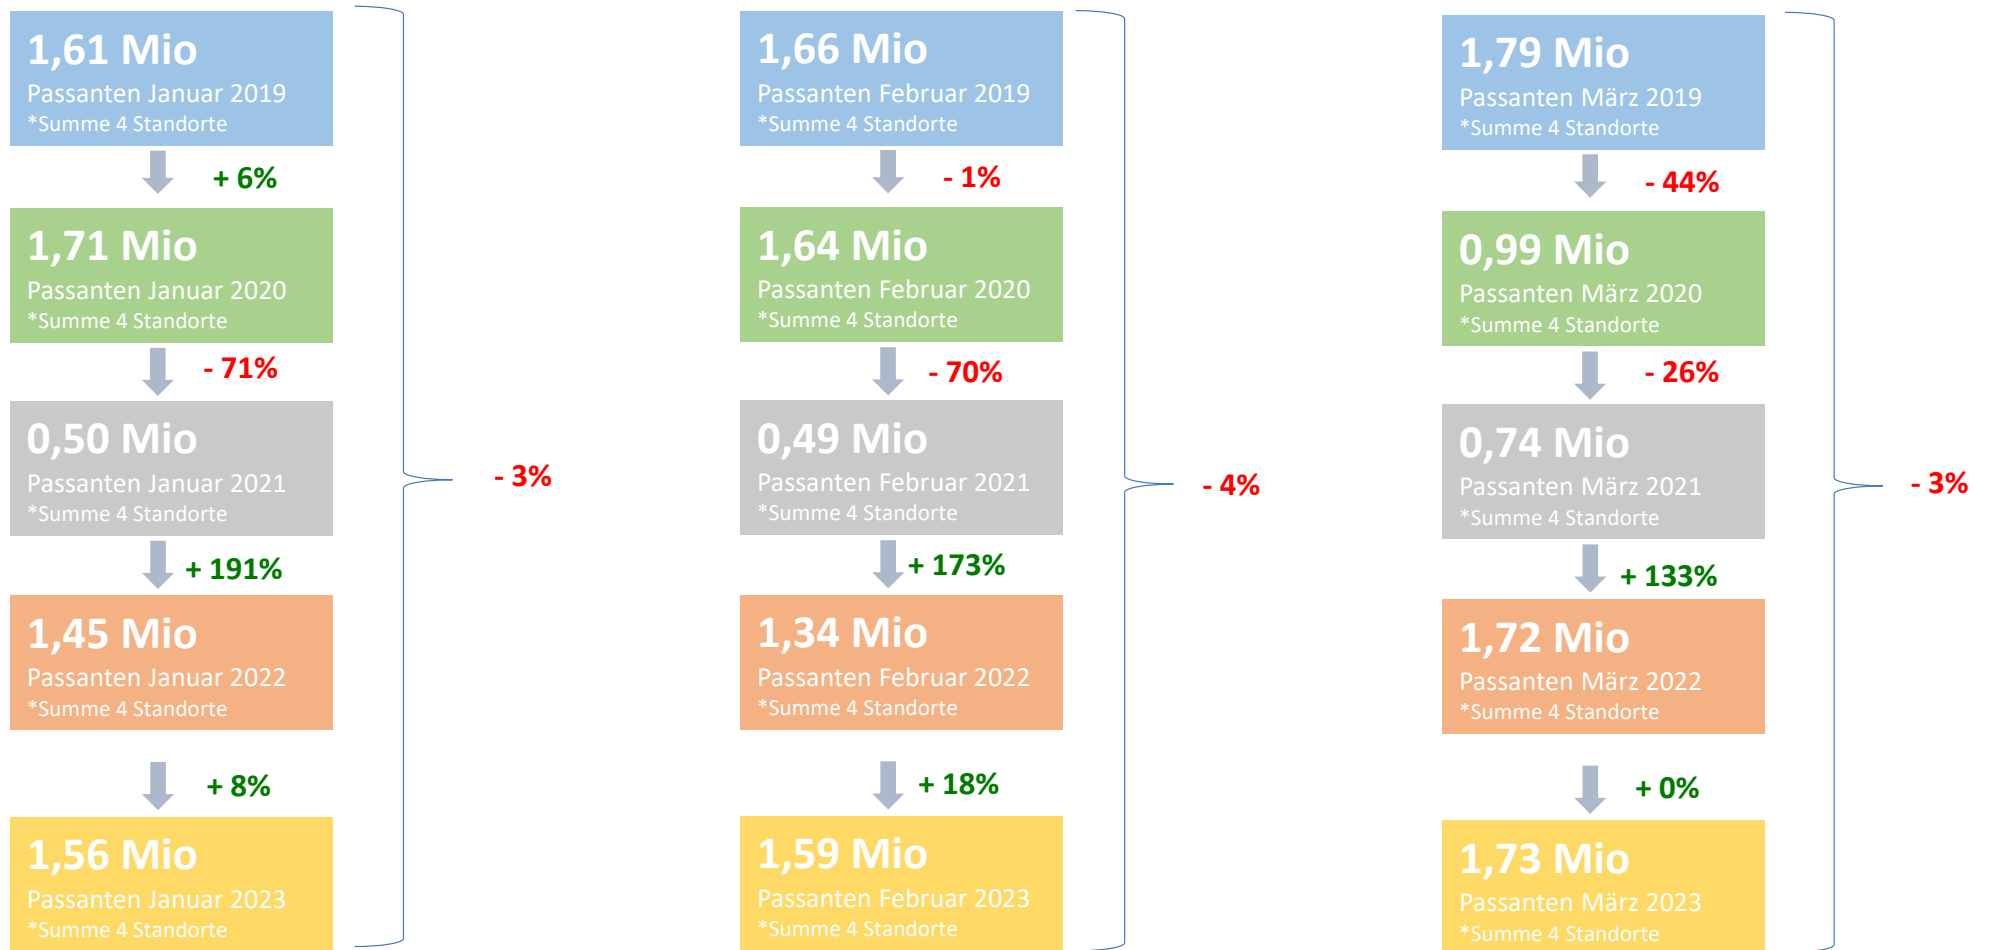 1,61 Mio
Passanten Januar 2019
*Summe 4 Standorte
+ 6%
1,71 Mio
Passanten Januar 2020
*Summe 4 Standorte
- 71%
0,50 Mio
Passanten Januar 2021
*Summe 4 Standorte
+ 191%
1,45 Mio
Passanten Januar 2022
*Summe 4 Standorte
+ 8%
1,56 Mio
Passanten Januar 2023
*Summe 4 Standorte
- 3%
1,66 Mio
Passanten Februar 2019
*Summe 4 Standorte
- 1%
1,64 Mio
Passanten Februar 2020
*Summe 4 Standorte
- 70%
0,49 Mio
Passanten Februar 2021
*Summe 4 Standorte
+ 173%
1,34 Mio
Passanten Februar 2022
*Summe 4 Standorte
+ 18%
1,59 Mio
Passanten Februar 2023
*Summe 4 Standorte
- 4%
1,79 Mio
Passanten März 2019
*Summe 4 Standorte
- 44%
0,99 Mio
Passanten März 2020
*Summe 4 Standorte
- 26%
0,74 Mio
Passanten März 2021
*Summe 4 Standorte
+ 133%
1,72 Mio
Passanten März 2022
*Summe 4 Standorte
+ 0%
1,73 Mio
Passanten März 2023
*Summe 4 Standorte
- 3%